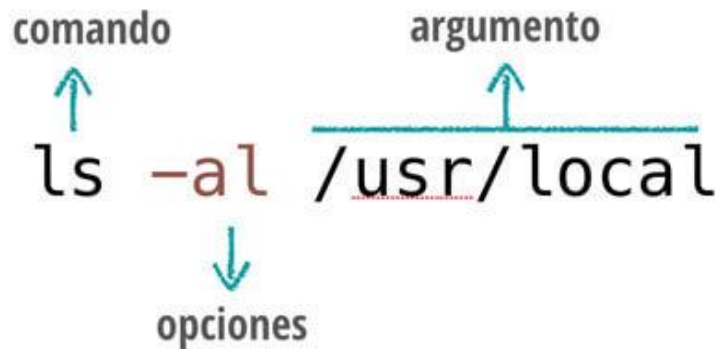 comando argumento
ls -al /usr/local
opciones